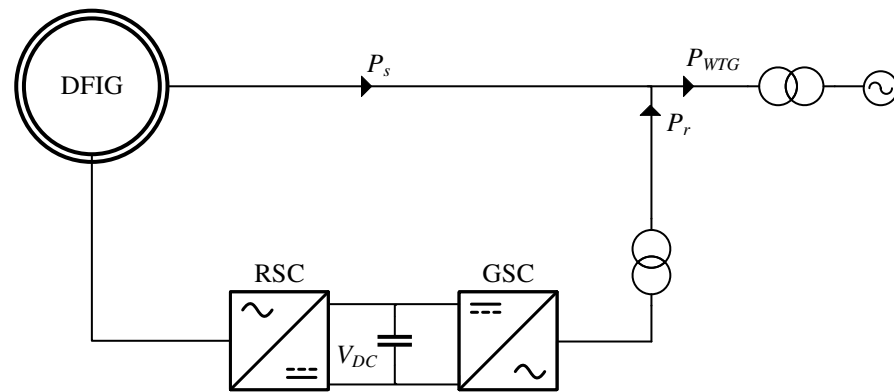 DFIG
P_s
P_WTG
P_r
RSC
GSC
V_DC